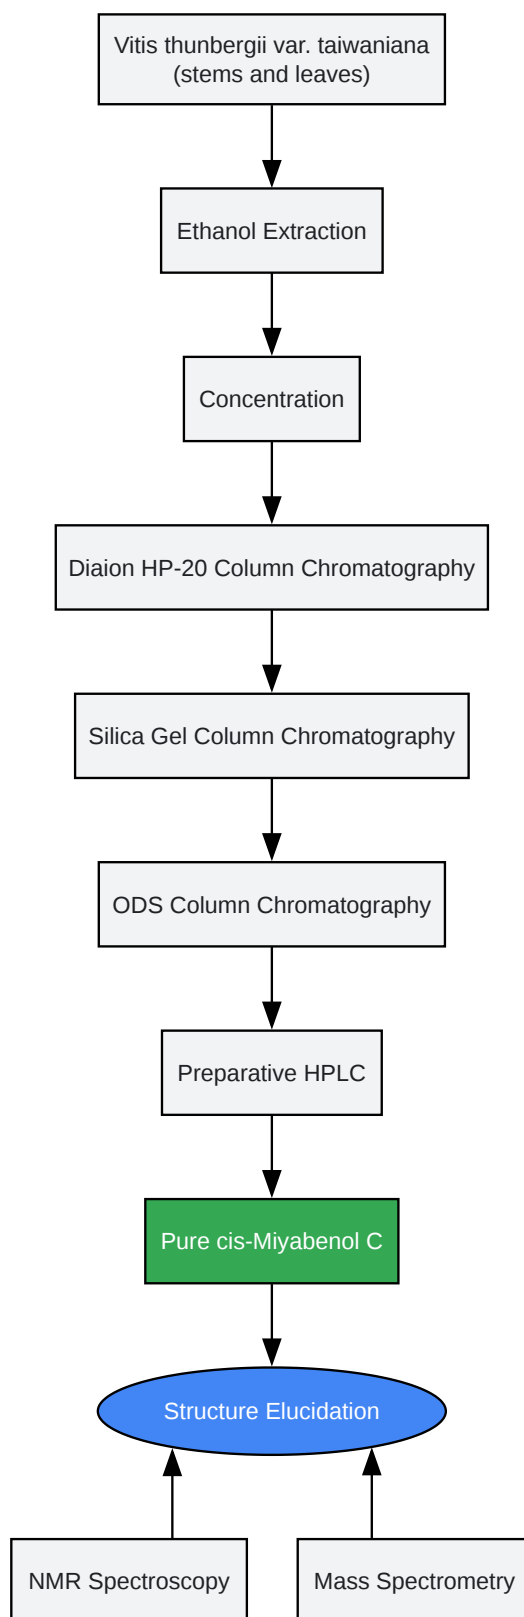 Vitis thunbergii var. taiwaniana
(stems and leaves)
Ethanol Extraction
Concentration
Diaion HP-20 Column Chromatography
Silica Gel Column Chromatography
ODS Column Chromatography
Preparative HPLC
Pure cis-Miyabenol C
Structure Elucidation
NMR Spectroscopy
Mass Spectrometry